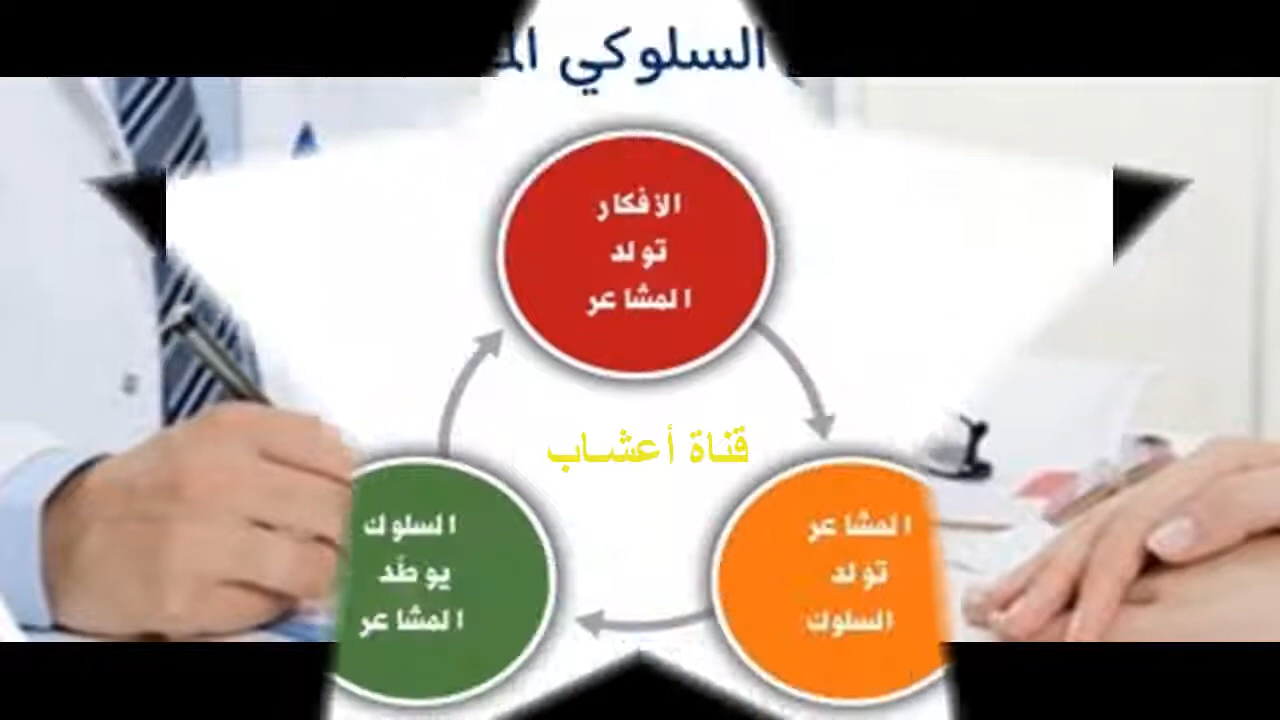 السلوكي
الأفكار
تولد
المشاعر
قناة أعشاب
السلوك
يوطّد
المشاعر
المشاعر
تولد
السلوك